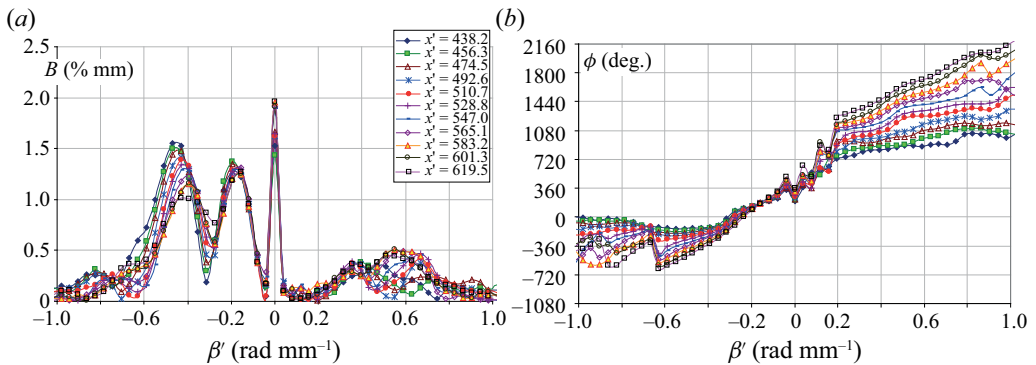 (a)
B (% mm)
2.5
2.0
1.5
1.0
0.5
0
–1.0
–0.6
–0.2
0
0.2
0.6
1.0
β′ (rad mm–1)
x' = 438.2
x' = 456.3
x' = 474.5
x' = 492.6
x' = 510.7
x' = 528.8
x' = 547.0
x' = 565.1
x' = 583.2
x' = 601.3
x' = 619.5
(b)
ϕ (deg.)
2160
1800
1440
1080
720
360
0
-360
-720
-1080
–1.0
–0.6
–0.2
0
0.2
0.6
1.0
β′ (rad mm–1)